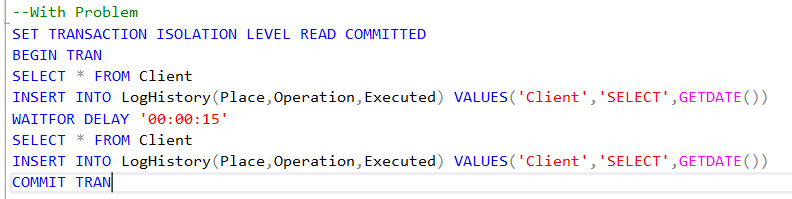 --With Problem
SET TRANSACTION ISOLATION LEVEL READ COMMITTED
BEGIN TRAN
SELECT * FROM Client
INSERT INTO LogHistory(Place,Operation,Executed) VALUES('Client','SELECT',GETDATE())
WAITFOR DELAY '00:00:15'
SELECT * FROM Client
INSERT INTO LogHistory(Place,Operation,Executed) VALUES('Client','SELECT',GETDATE())
COMMIT TRAN